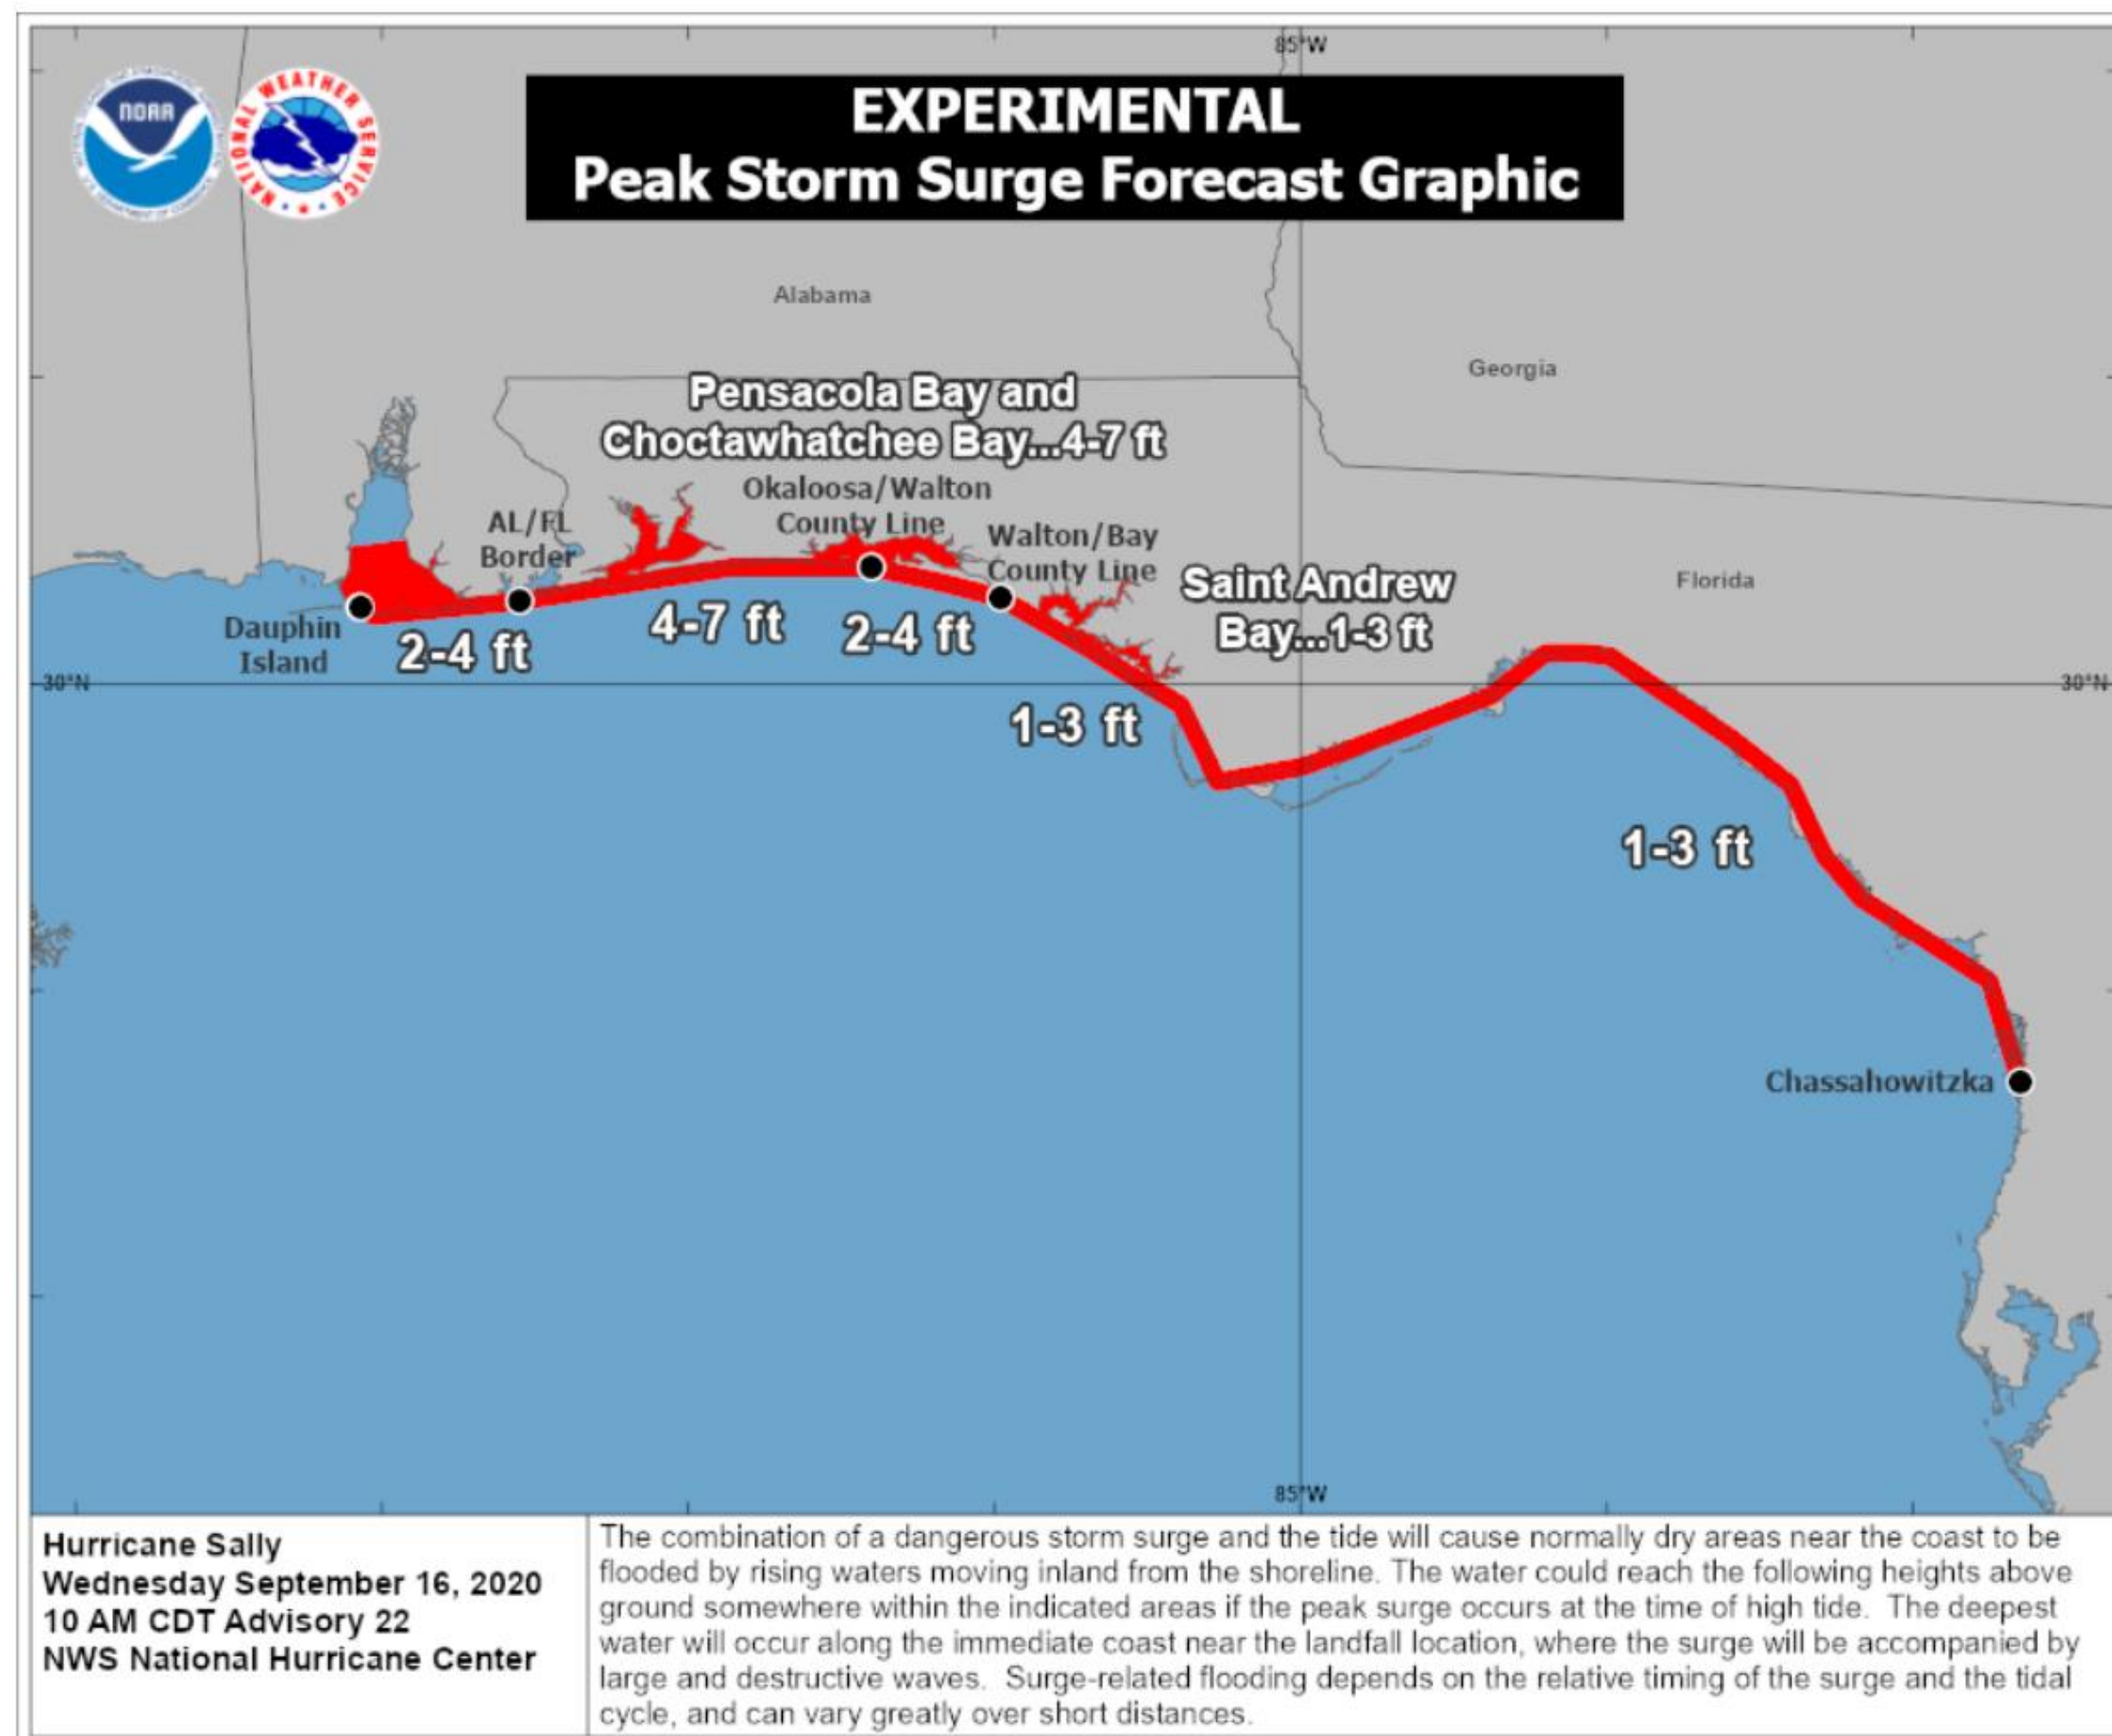 85°W
NOAA
NATIONAL WEATHER SERVICE
EXPERIMENTAL
Peak Storm Surge Forecast Graphic
Alabama
Georgia
Pensacola Bay and
Choctawhatchee Bay...4-7 ft
Okaloosa/Walton
County Line
AL/FL
Border
Walton/Bay
County Line
Saint Andrew
Bay...1-3 ft
Florida
Dauphin
Island
2-4 ft
4-7 ft
2-4 ft
30°N
30°N
1-3 ft
1-3 ft
Chassahowitzka
85°W
Hurricane Sally
Wednesday September 16, 2020
10 AM CDT Advisory 22
NWS National Hurricane Center
The combination of a dangerous storm surge and the tide will cause normally dry areas near the coast to be
flooded by rising waters moving inland from the shoreline. The water could reach the following heights above
ground somewhere within the indicated areas if the peak surge occurs at the time of high tide. The deepest
water will occur along the immediate coast near the landfall location, where the surge will be accompanied by
large and destructive waves. Surge-related flooding depends on the relative timing of the surge and the tidal
cycle, and can vary greatly over short distances.